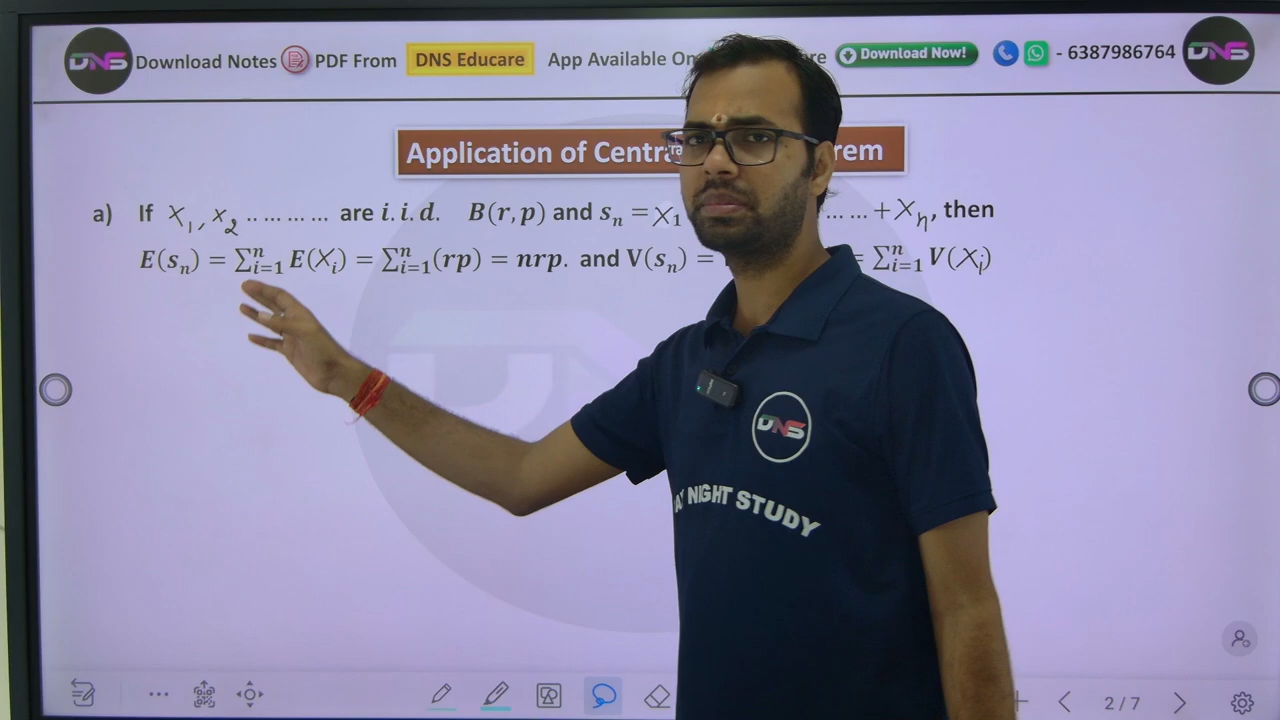 DNS Download Notes PDF From DNS Educare App Available On Download Now! - 6387986764 DNS
Application of Centra rem
a) If X₁, x₂ .. ... ... ... are i. i. d. B(r, p) and sₙ = X₁ ... ... +Xₙ, then
E(sₙ) = ∑ⁿᵢ₌₁ E(Xᵢ) = ∑ⁿᵢ₌₁(rp) = nrp. and V(sₙ) = = ∑ⁿᵢ₌₁ V(Xᵢ)
DNS
NIGHT STUDY
2/7